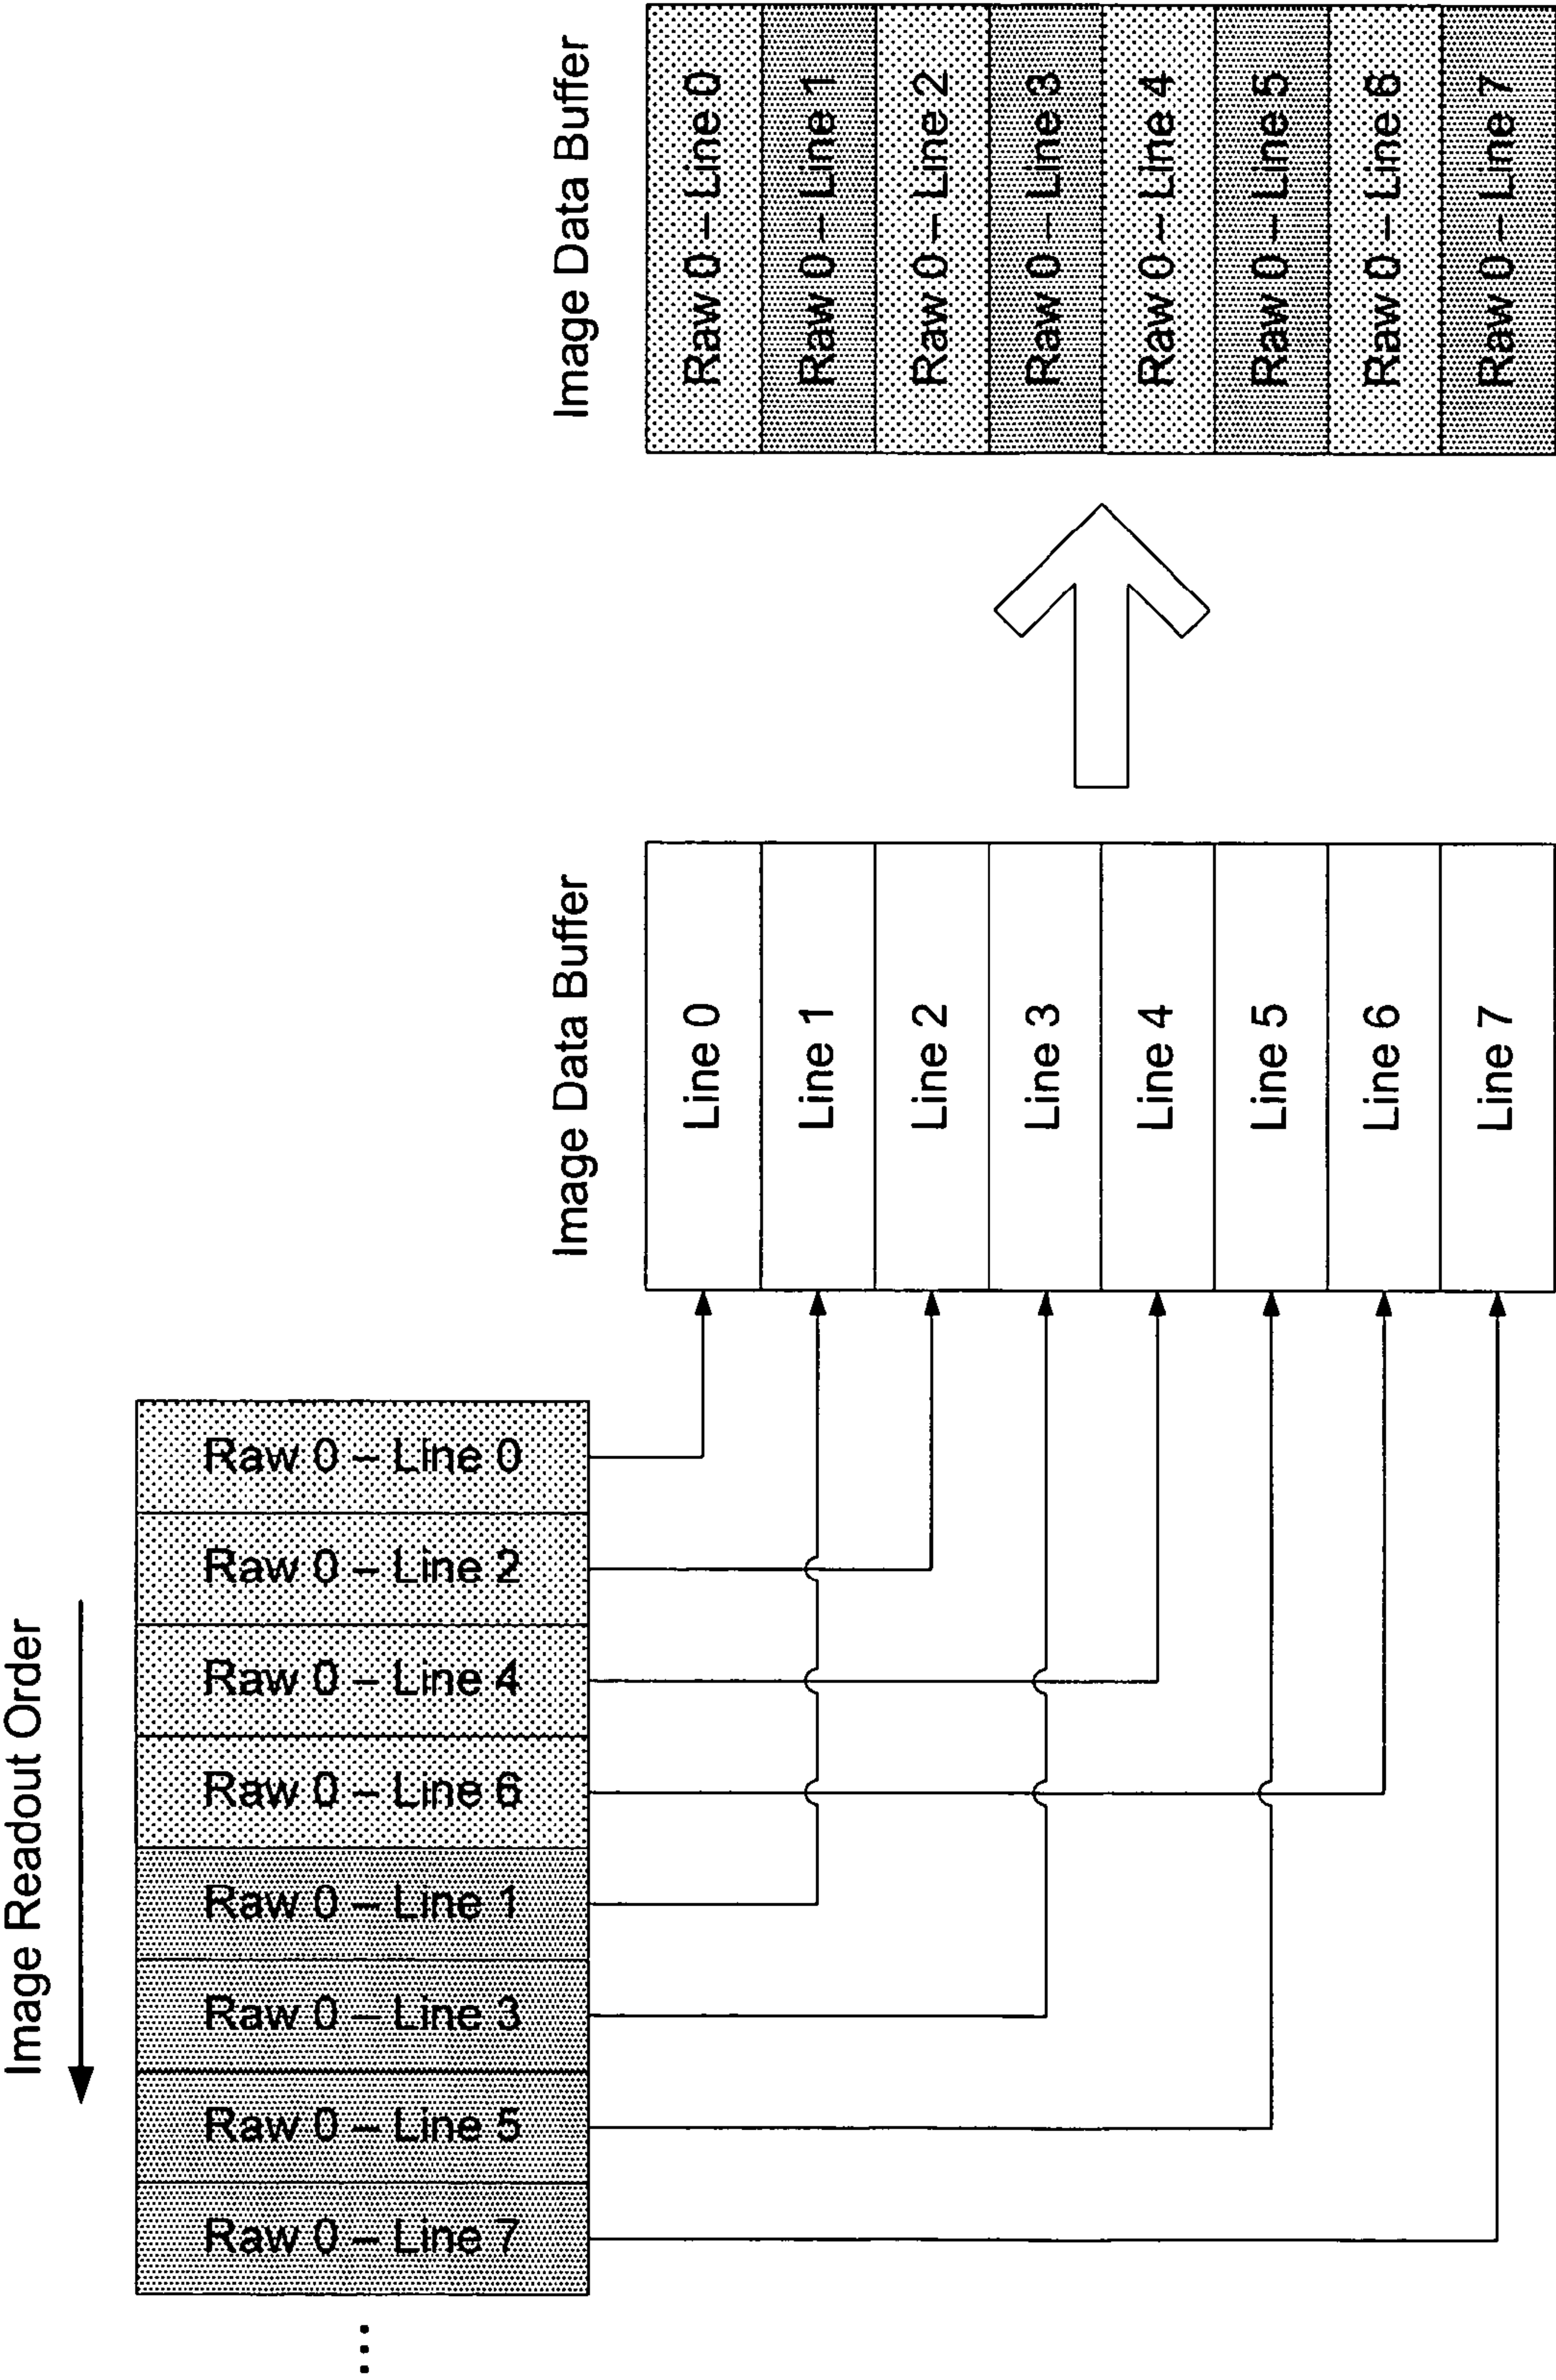 Image Readout Order
Raw 0 – Line 0
Raw 0 – Line 2
Raw 0 – Line 4
Raw 0 – Line 6
Raw 0 – Line 1
Raw 0 – Line 3
Raw 0 – Line 5
Raw 0 – Line 7
...
Image Data Buffer
Line 0
Line 1
Line 2
Line 3
Line 4
Line 5
Line 6
Line 7
Image Data Buffer
Raw 0 – Line 0
Raw 0 – Line 1
Raw 0 – Line 2
Raw 0 – Line 3
Raw 0 – Line 4
Raw 0 – Line 5
Raw 0 – Line 6
Raw 0 – Line 7